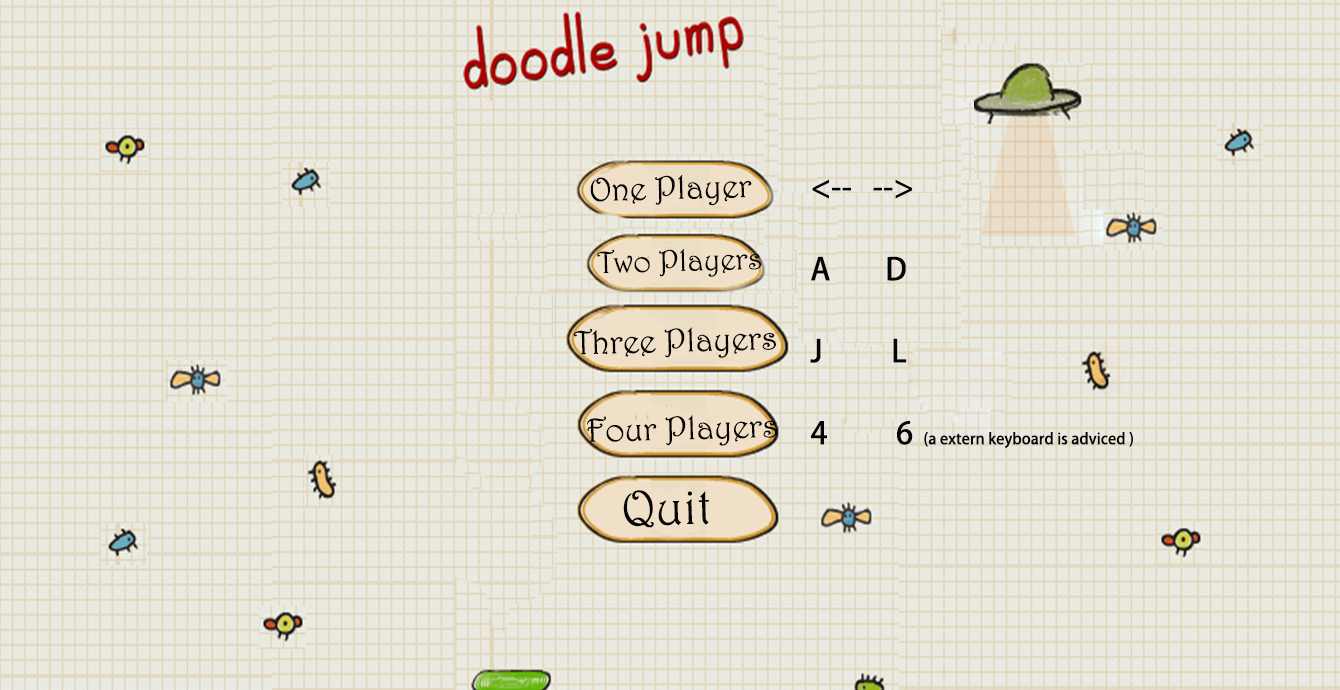 doodle jump
One Player <-- -->
Two Players A D
Three Players J L
Four Players 4 6 (a extern keyboard is adviced )
Quit